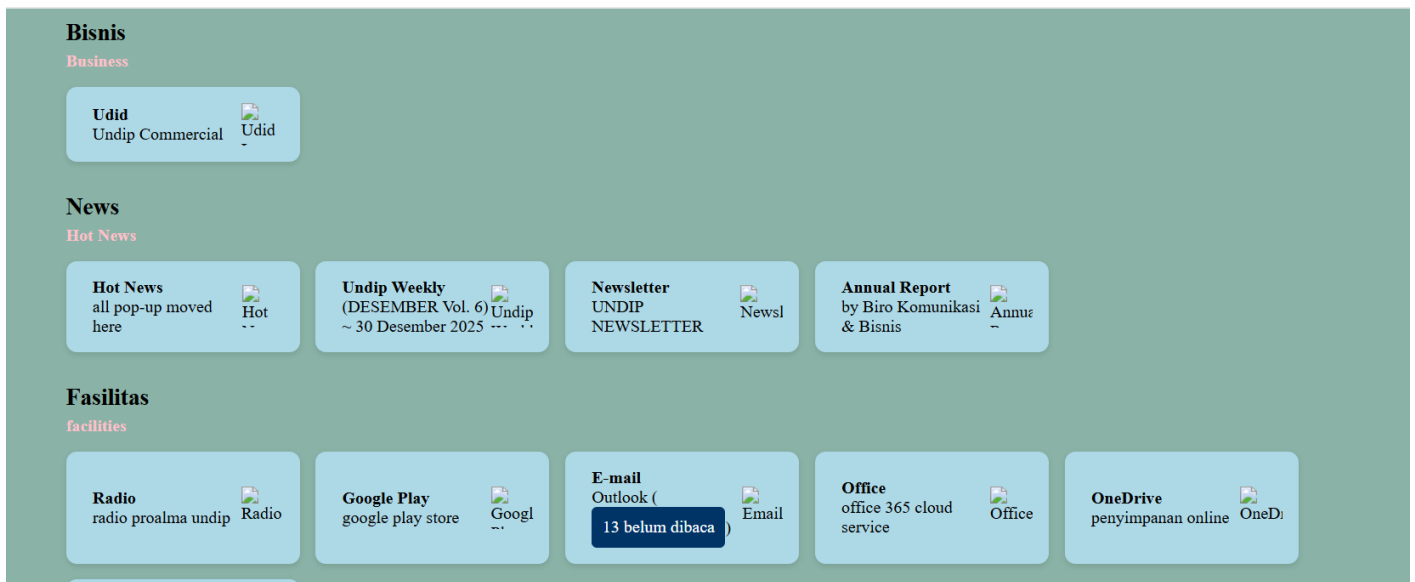 Bisnis
Business
Udid
Undip Commercial
Udid
News
Hot News
Hot News
all pop-up moved
here
Hot
Undip Weekly
(DESEMBER Vol. 6)
~ 30 Desember 2025
Undip
Newsletter
UNDIP
NEWSLETTER
Newsl
Annual Report
by Biro Komunikasi
& Bisnis
Annua
Fasilitas
facilities
Radio
radio proalma undip
Radio
Google Play
google play store
Googl
E-mail
Outlook (
13 belum dibaca )
Email
Office
office 365 cloud
service
Office
OneDrive
penyimpanan online
OneD